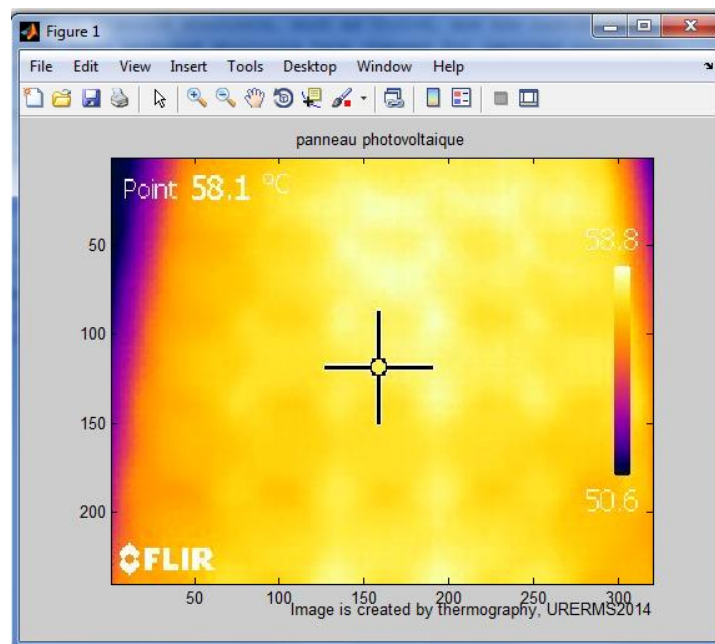 Figure 1
File Edit View Insert Tools Desktop Window Help
panneau photovoltaique
Point 58.1 °C
58.8
50.6
FLIR
50
100
150
200
50 100 150 200 250 300
Image is created by thermography, URERMS2014